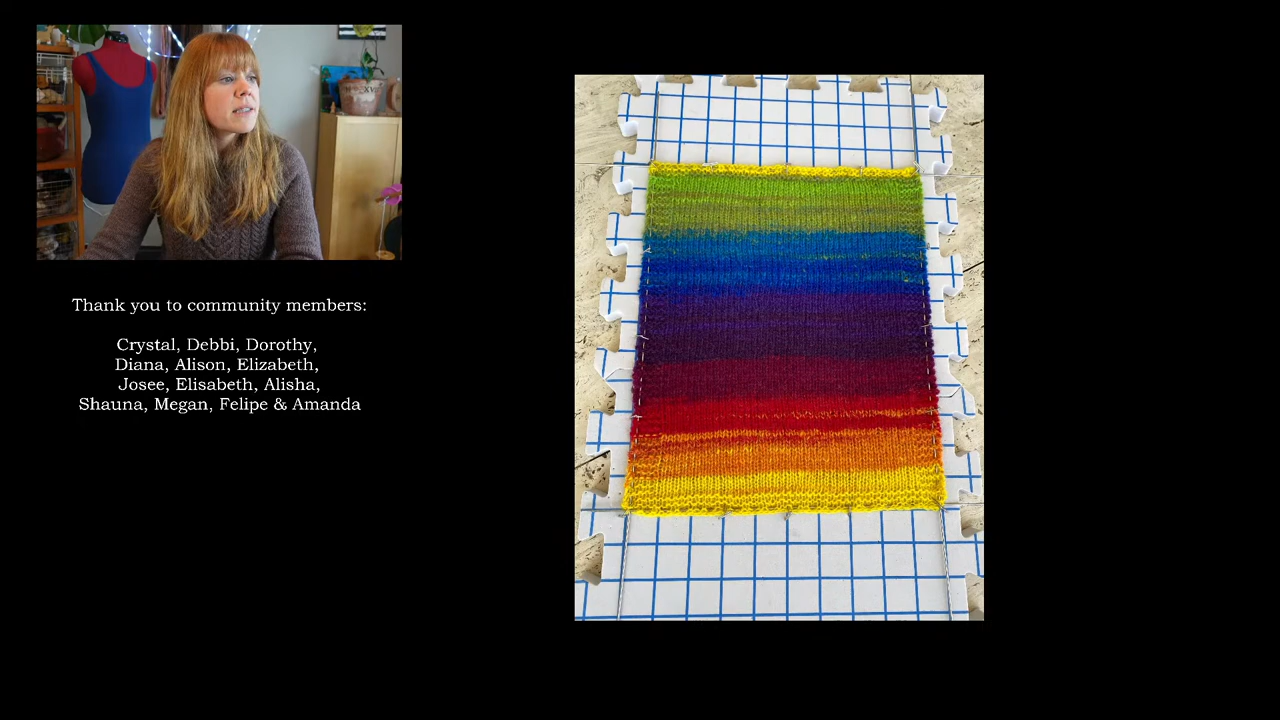 Thank you to community members:
Crystal, Debbi, Dorothy,
Diana, Alison, Elizabeth,
Josee, Elisabeth, Alisha,
Shauna, Megan, Felipe & Amanda